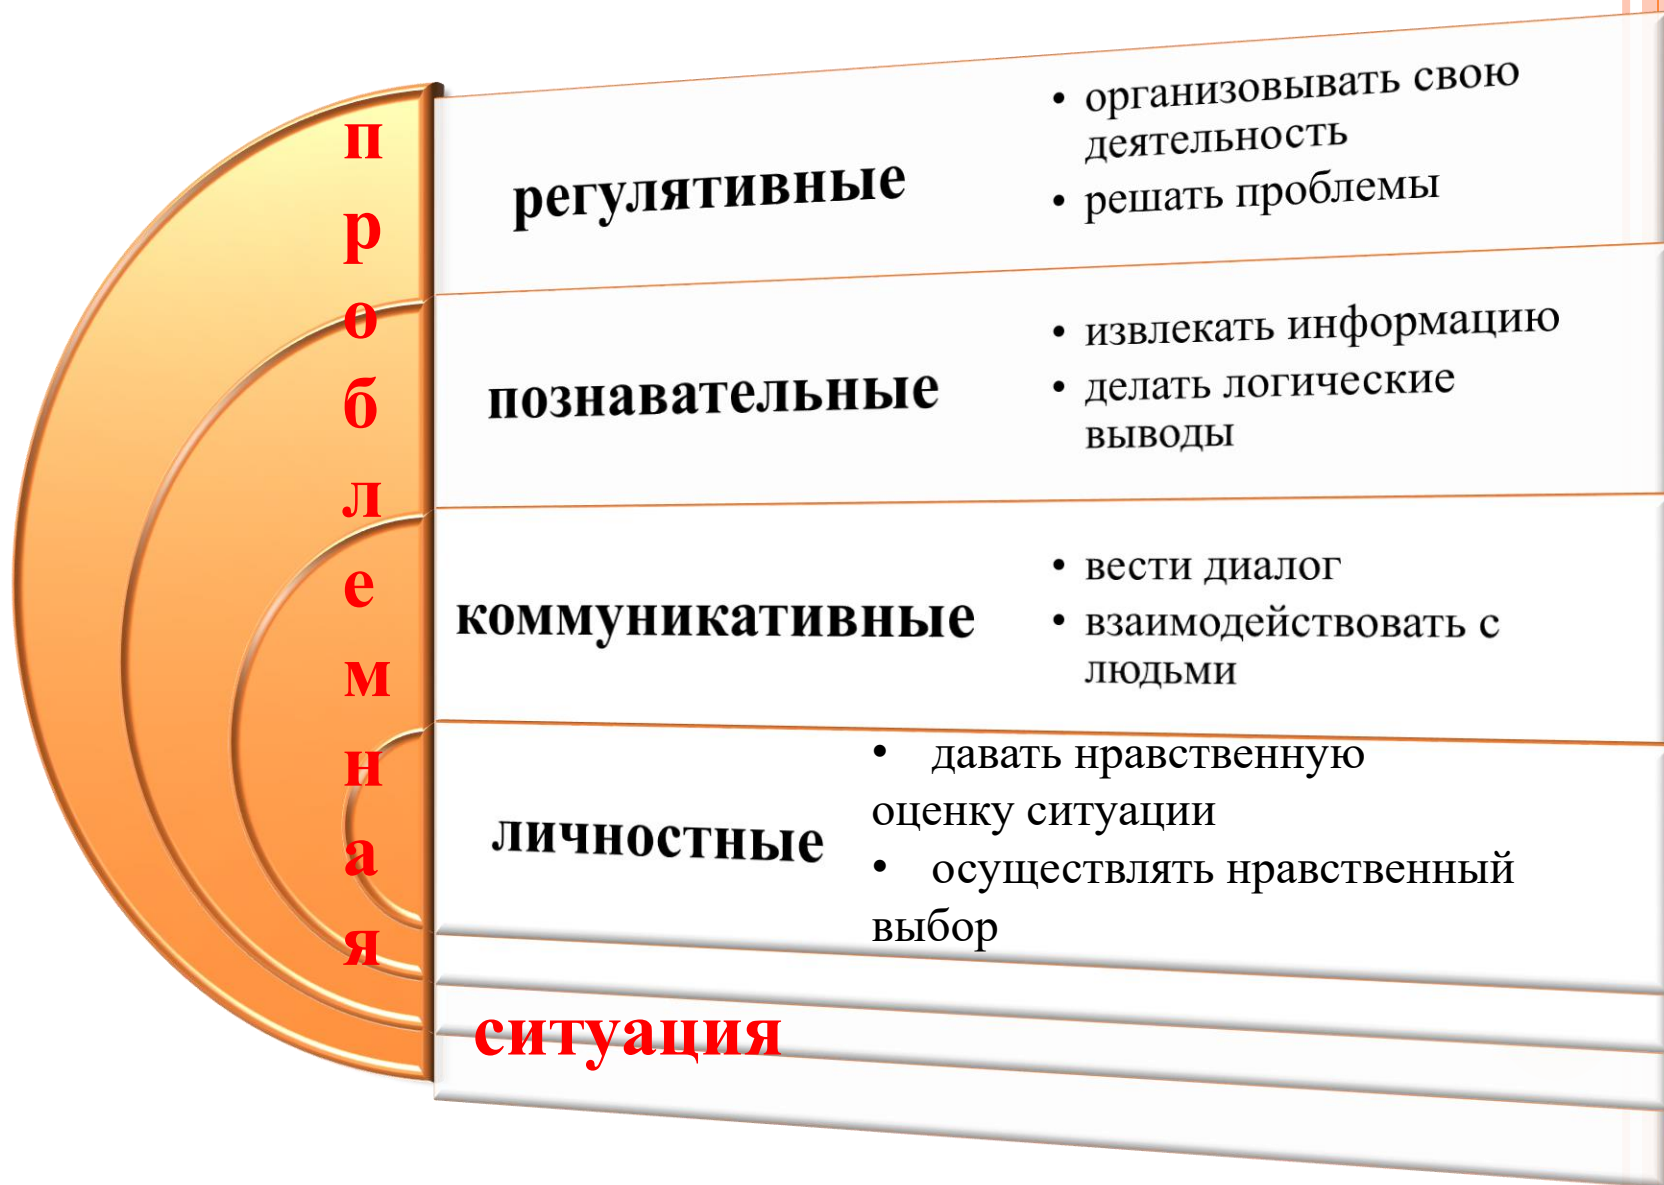 проблемная
регулятивные
• организовывать свою
деятельность
• решать проблемы
познавательные
• извлекать информацию
• делать логические
выводы
коммуникативные
• вести диалог
• взаимодействовать с
людьми
личностные
• давать нравственную
оценку ситуации
• осуществлять нравственный
выбор
ситуация